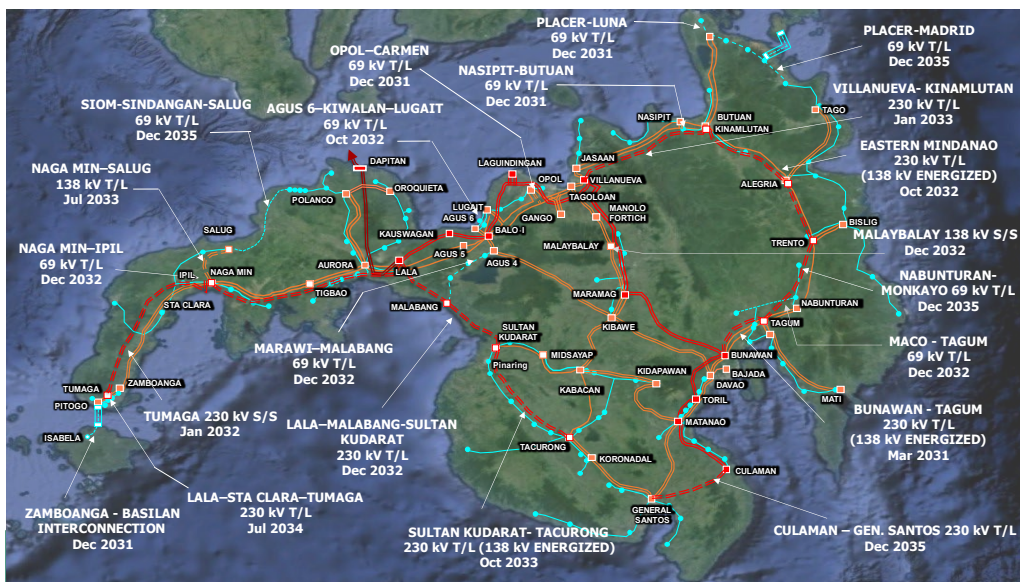 PLACER-LUNA
69 kV T/L
Dec 2031
PLACER-MADRID
69 kV T/L
Dec 2035
OPOL–CARMEN
69 kV T/L
Dec 2031
NASIPIT-BUTUAN
69 kV T/L
Dec 2031
VILLANUEVA- KINAMLUTAN
230 kV T/L
Jan 2033
SIOM-SINDANGAN-SALUG
69 kV T/L
Dec 2035
AGUS 6–KIWALAN–LUGAIT
69 kV T/L
Oct 2032
NASIPIT
BUTUAN
KINAMLUTAN
TAGO
EASTERN MINDANAO
230 kV T/L
(138 kV ENERGIZED)
Oct 2032
NAGA MIN–SALUG
138 kV T/L
Jul 2033
DAPITAN
POLANCO
OROQUIETA
LAGUINDINGAN
OPOL
JASAAN
VILLANUEVA
TAGOLOAN
GANGO
MANOLO
FORTICH
ALEGRIA
LUGAIT
AGUS 6
KAUSWAGAN
BALO-I
AGUS 5
AGUS 4
MALAYBALAY
BISLIG
TRENTO
MALAYBALAY 138 kV S/S
Dec 2032
NAGA MIN–IPIL
69 kV T/L
Dec 2032
SALUG
IPIL
NAGA MIN
STA CLARA
AURORA
TIGBAO
LALA
MALABANG
MARAMAG
KIBAWE
NABUNTURAN-
MONKAYO 69 kV T/L
Dec 2035
NABUNTURAN
TAGUM
MARAWI–MALABANG
69 kV T/L
Dec 2032
SULTAN
KUDARAT
Pinaring
MIDSAYAP
KABACAN
KIDAPAWAN
BUNAWAN
BAJADA
DAVAO
TORIL
MATI
MACO - TAGUM
69 kV T/L
Dec 2032
TUMAGA
ZAMBOANGA
PITOGO
ISABELA
TUMAGA 230 kV S/S
Jan 2032
LALA–MALABANG-SULTAN
KUDARAT
230 kV T/L
Dec 2032
TACURONG
KORONADAL
MATANAO
CULAMAN
GENERAL
SANTOS
BUNAWAN - TAGUM
230 kV T/L
(138 kV ENERGIZED)
Mar 2031
ZAMBOANGA - BASILAN
INTERCONNECTION
Dec 2031
LALA–STA CLARA–TUMAGA
230 kV T/L
Jul 2034
SULTAN KUDARAT- TACURONG
230 kV T/L (138 kV ENERGIZED)
Oct 2033
CULAMAN – GEN. SANTOS 230 kV T/L
Dec 2035